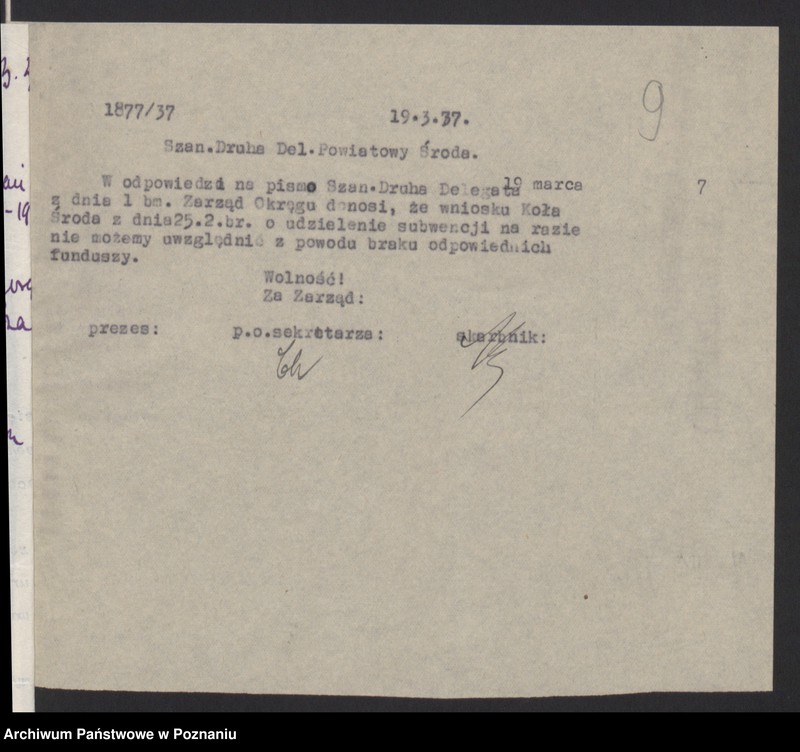 1877/37
19.3.37.
9
Szan.Druha Del.Powiatowy Środa.
W odpowiedzi na pismo Szan.Druha Delegata
19 marca
7
z dnia 1 bm. Zarząd Okręgu donosi, że wniosku Koła
Środa z dnia25.2.br. o udzielenie subwencji na razie
nie możemy uwzględnić z powodu braku odpowiednich
funduszy.
Wolność!
Za Zarząd:
prezes: p.o.sekretarza: skarbnik:
Archiwum Państwowe w Poznaniu